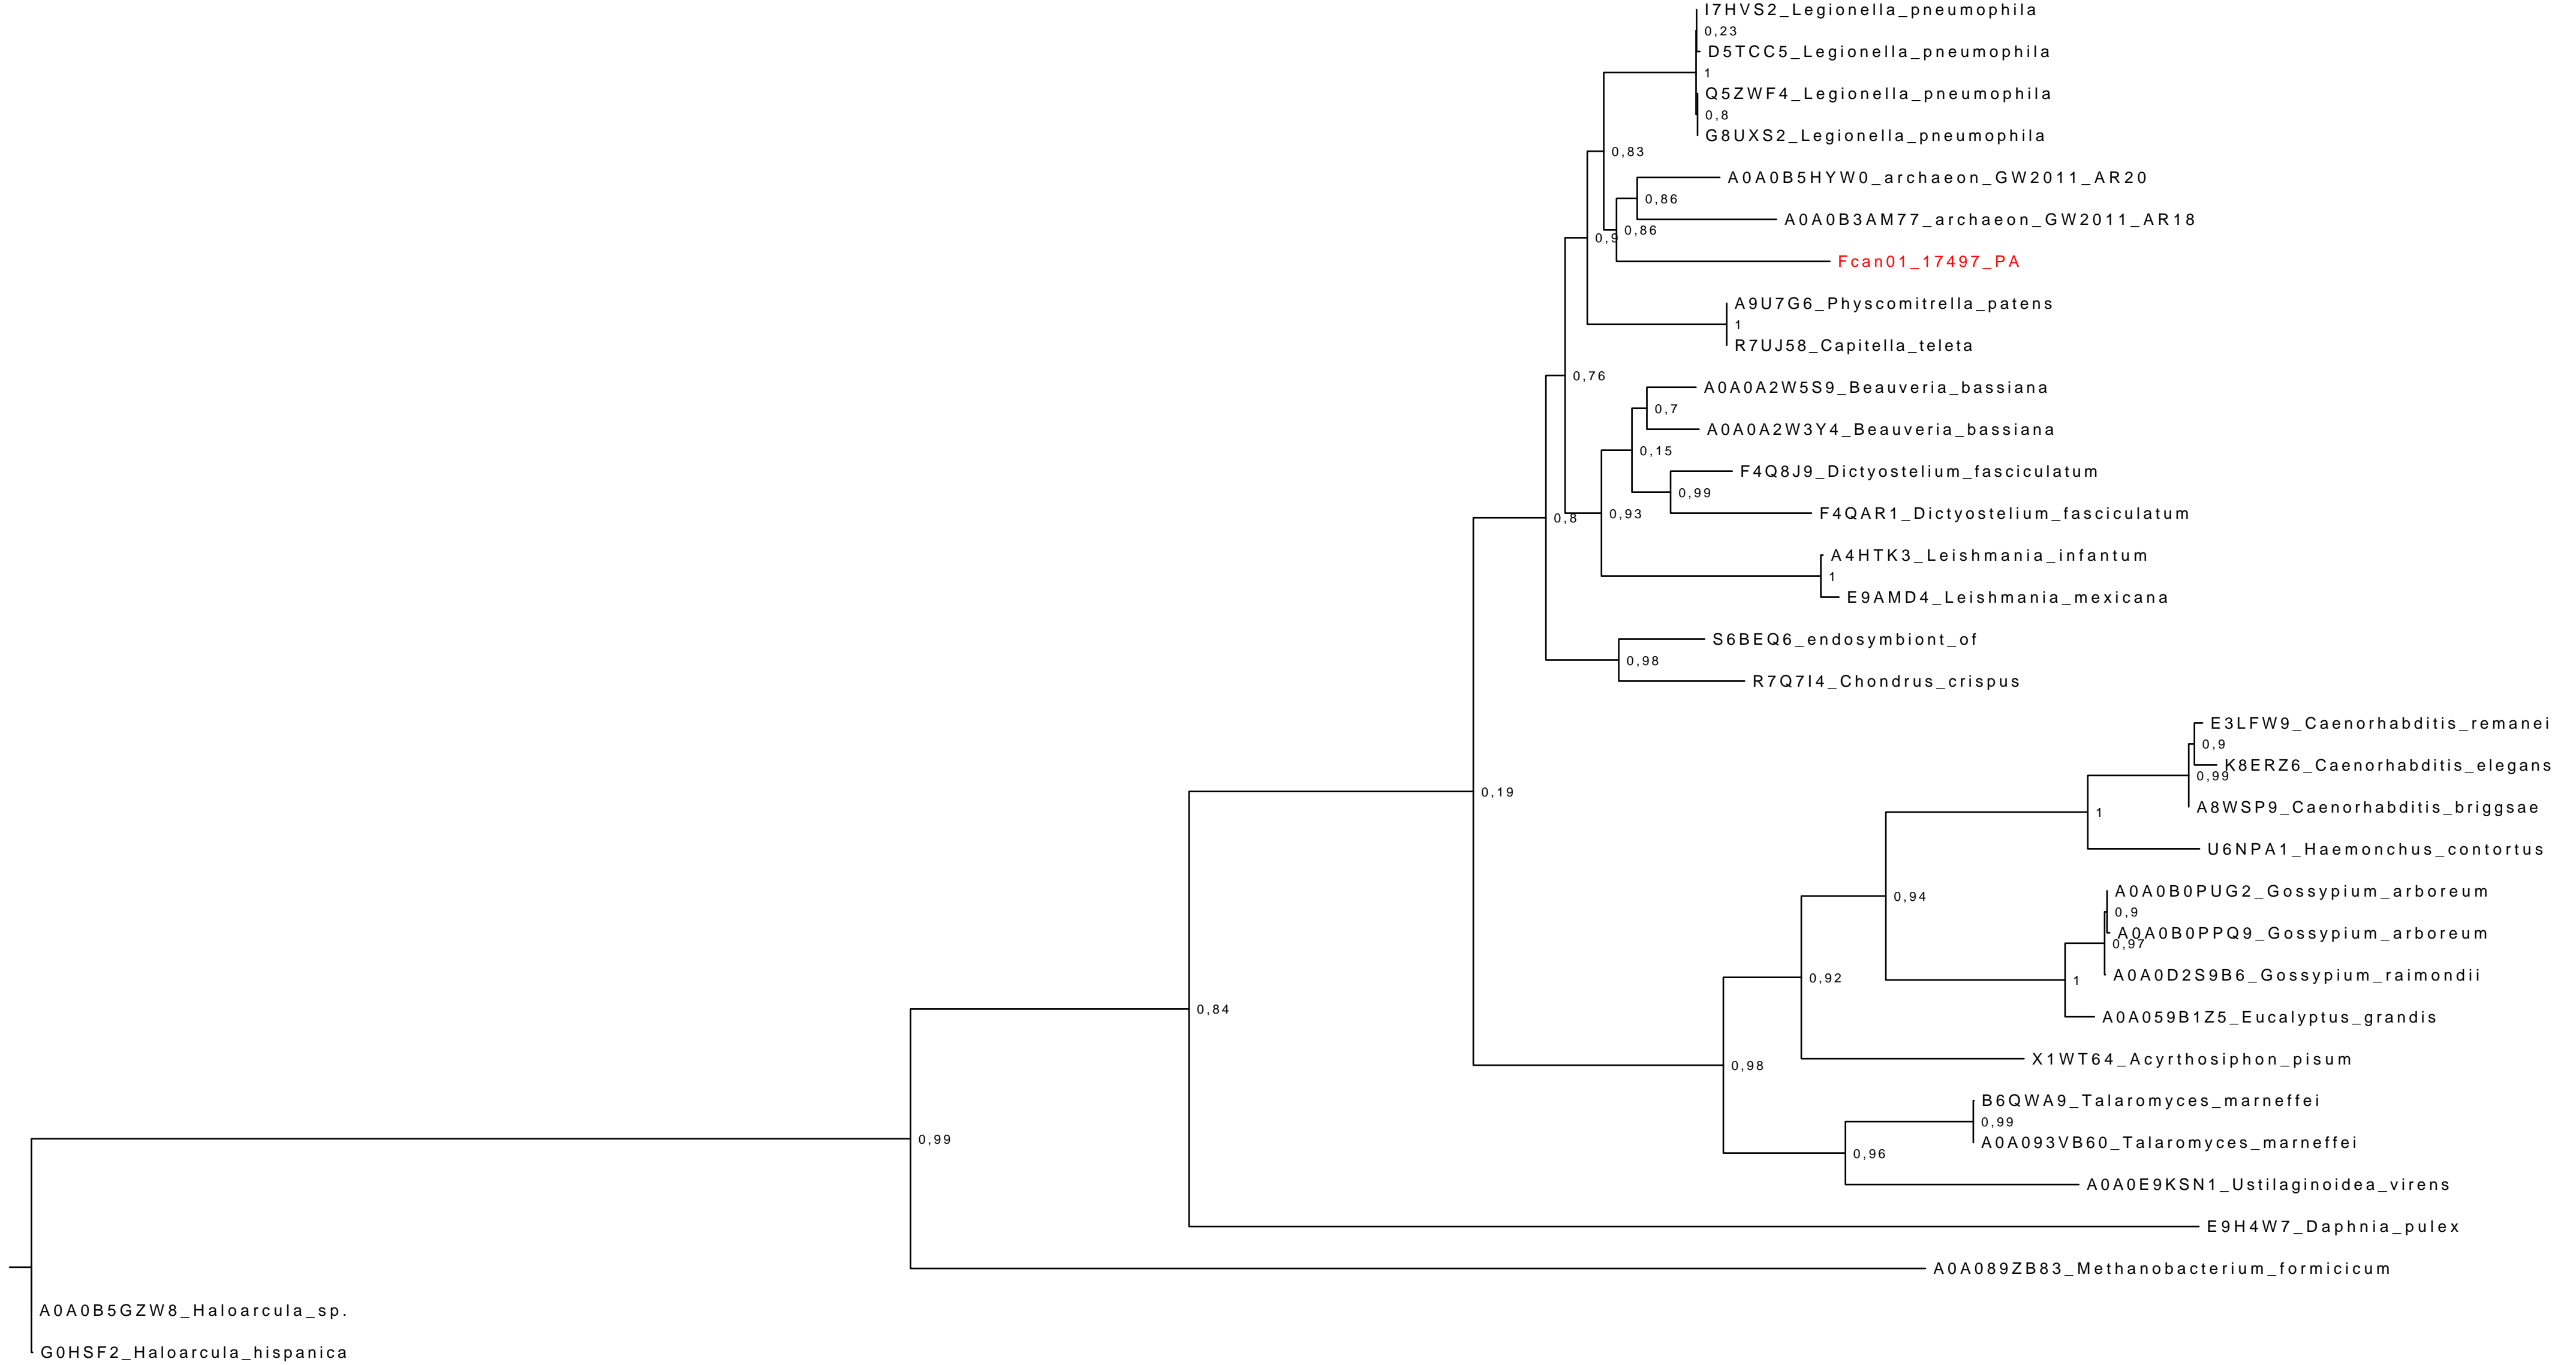 I7HVS2_Legionella_pneumophila
0,23
D5TCC5_Legionella_pneumophila
1
Q5ZWF4_Legionella_pneumophila
0,8
G8UXS2_Legionella_pneumophila
0,83
A0A0B5HYW0_archaeon_GW2011_AR20
0,86
A0A0B3AM77_archaeon_GW2011_AR18
0,86
0,9
Fcan01_17497_PA
A9U7G6_Physcomitrella_patens
1
R7UJ58_Capitella_teleta
0,76
A0A0A2W5S9_Beauveria_bassiana
0,7
A0A0A2W3Y4_Beauveria_bassiana
0,15
F4Q8J9_Dictyostelium_fasciculatum
0,99
F4QAR1_Dictyostelium_fasciculatum
0,93
0,8
A4HTK3_Leishmania_infantum
1
E9AMD4_Leishmania_mexicana
S6BEQ6_endosymbiont_of
0,98
R7Q7I4_Chondrus_crispus
E3LFW9_Caenorhabditis_remanei
0,9
K8ERZ6_Caenorhabditis_elegans
0,99
0,19
A8WSP9_Caenorhabditis_briggsae
1
U6NPA1_Haemonchus_contortus
A0A0B0PUG2_Gossypium_arboreum
0,94
0,9
A0A0B0PPQ9_Gossypium_arboreum
0,97
A0A0D2S9B6_Gossypium_raimondii
0,92
1
0,84
A0A059B1Z5_Eucalyptus_grandis
X1WT64_Acyrthosiphon_pisum
0,98
B6QWA9_Talaromyces_marneffei
0,99
0,99
A0A093VB60_Talaromyces_marneffei
0,96
A0A0E9KSN1_Ustilaginoidea_virens
E9H4W7_Daphnia_pulex
A0A089ZB83_Methanobacterium_formicicum
A0A0B5GZW8_Haloarcula_sp.
G0HSF2_Haloarcula_hispanica